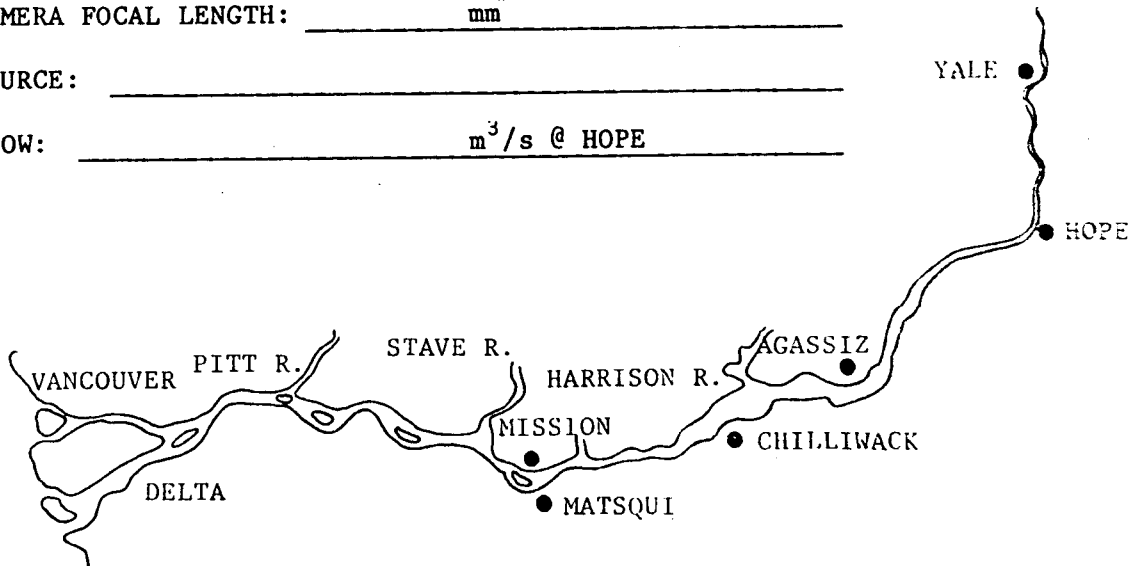 MERA FOCAL LENGTH: mm
URCE:
OW: m³/s @ HOPE
YALE
HOPE
AGASSIZ
STAVE R.
PITT R.
VANCOUVER
HARRISON R.
MISSION
CHILLIWACK
DELTA
MATSQUI